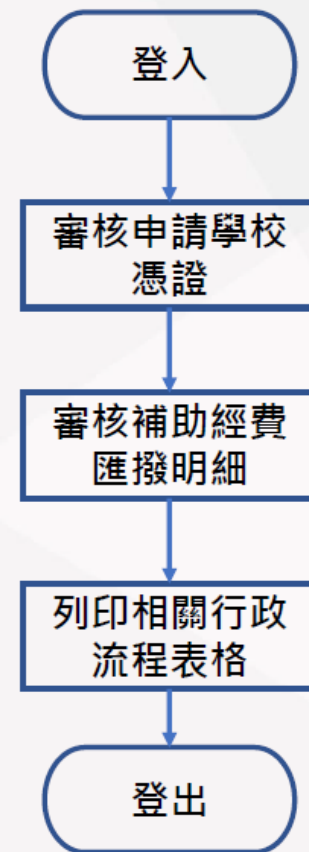 登入
審核申請學校
憑證
審核補助經費
匯撥明細
列印相關行政
流程表格
登出